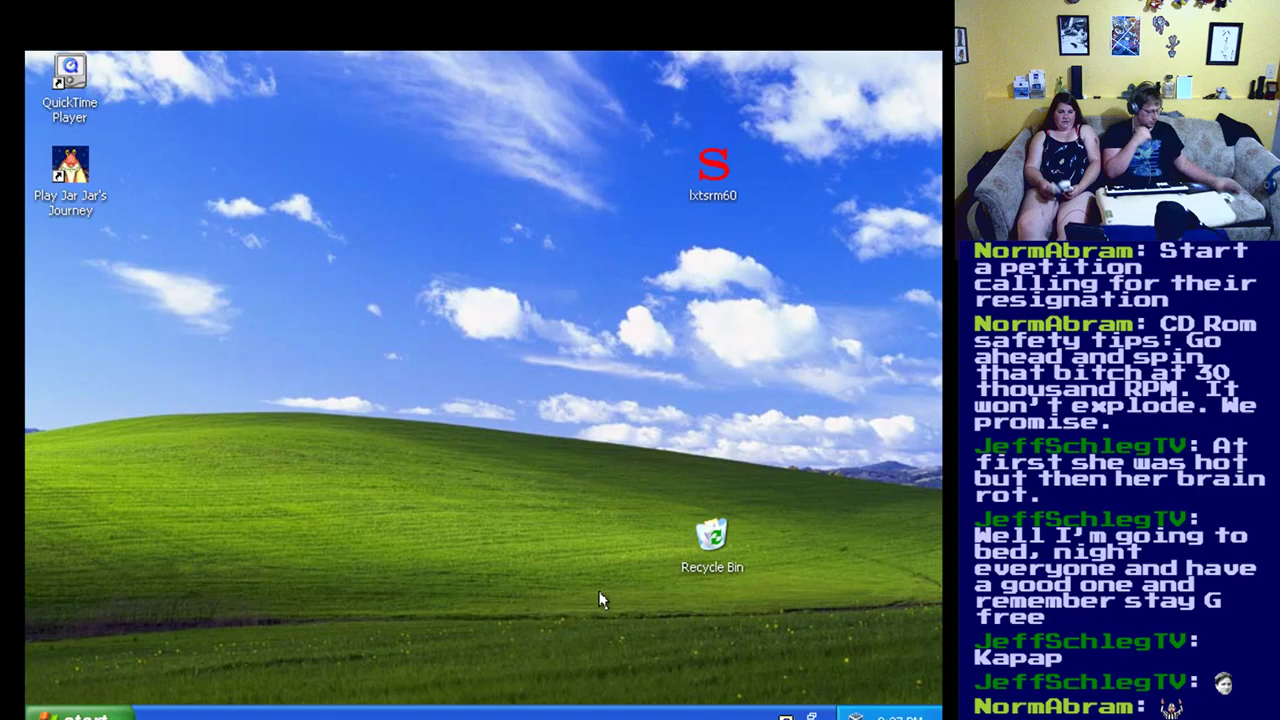 QuickTime
Player
Play Jar Jar's
Journey
S
lxtsrm60
Recycle Bin
start
NormAbram: Start
a petition
calling for their
resignation
NormAbram: CD Rom
safety tips: Go
ahead and spin
that bitch at 30
thousand RPM. It
won't explode. We
promise.
JeffSchlegTV: At
first she was hot
but then her brain
rot.
JeffSchlegTV:
Well I'm going to
bed, night
everyone and have
a good one and
remember stay G
free
JeffSchlegTV:
Kapap
JeffSchlegTV:
NormAbram: